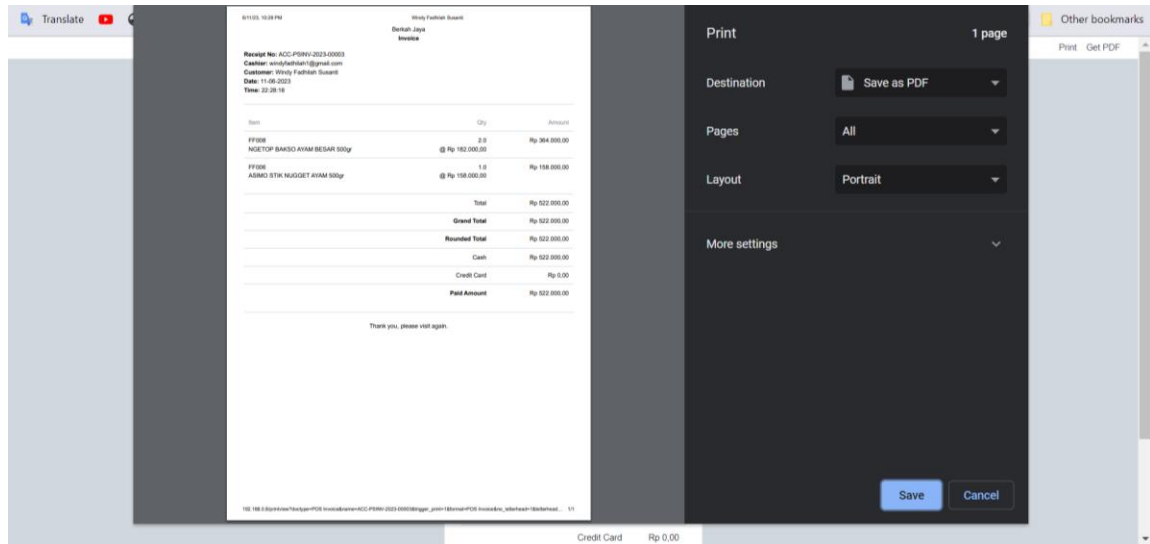 Translate
Other bookmarks
Print Get PDF
6/11/23, 10:29 PM Windy Fadhilah Susanti
Berkah Jaya
Invoice
Receipt No: ACC-PSINV-2023-00003
Cashier: windyfadhilah1@gmail.com
Customer: Windy Fadhilah Susanti
Date: 11-06-2023
Time: 22:28:16
Item Qty Amount
FF008 2.0 Rp 364.000,00
NGETOP BAKSO AYAM BESAR 500gr @ Rp 182.000,00
FF006 1.0 Rp 158.000,00
ASIMO STIK NUGGET AYAM 500gr @ Rp 158.000,00
Total Rp 522.000,00
Grand Total Rp 522.000,00
Rounded Total Rp 522.000,00
Cash Rp 522.000,00
Credit Card Rp 0,00
Paid Amount Rp 522.000,00
Thank you, please visit again.
1/1
Print 1 page
Destination Save as PDF
Pages All
Layout Portrait
More settings
Save Cancel
Credit Card Rp 0,00